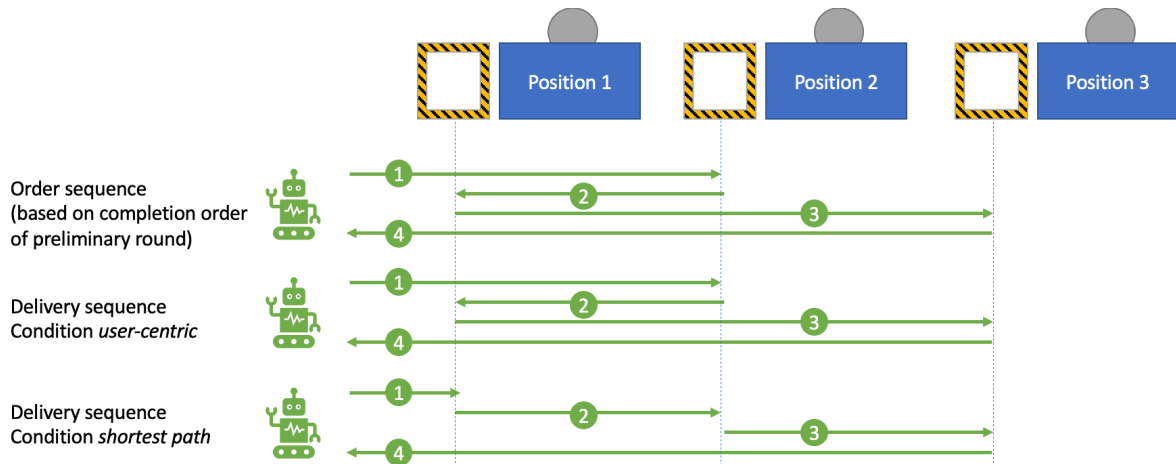 Position 1
Position 2
Position 3
Order sequence
(based on completion order
of preliminary round)
1
2
3
4
Delivery sequence
Condition user-centric
1
2
3
4
Delivery sequence
Condition shortest path
1
2
3
4